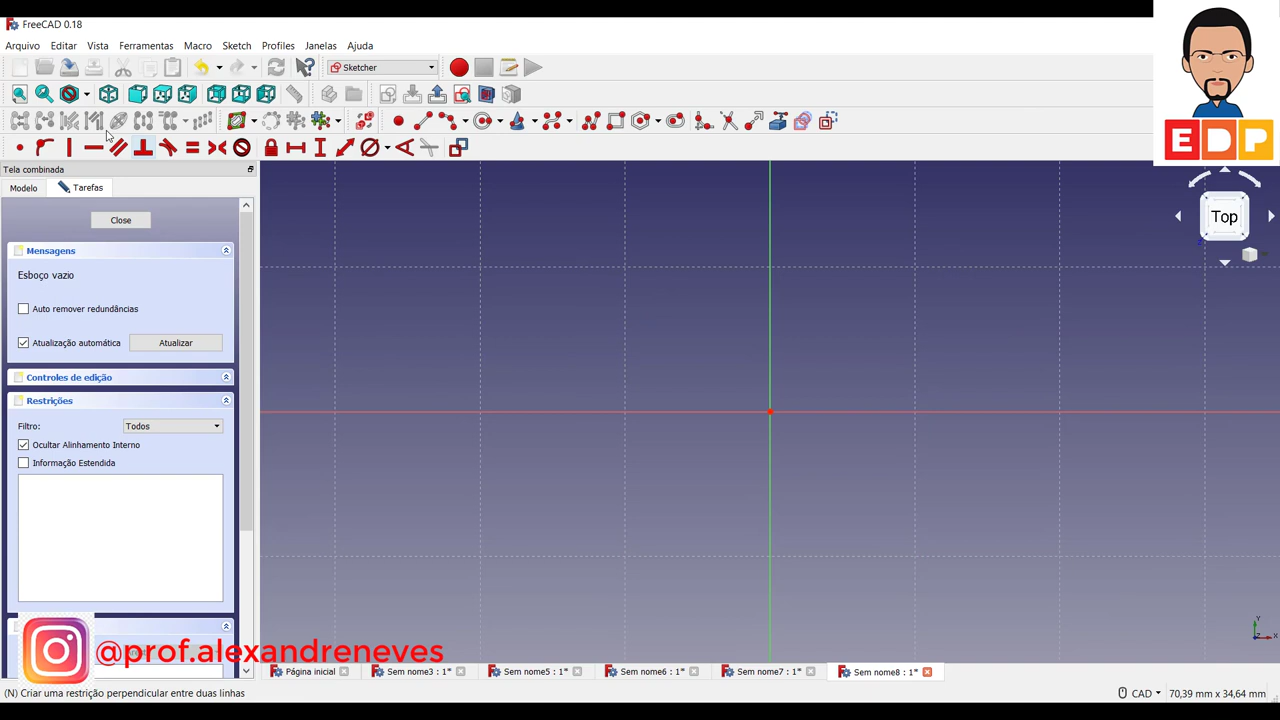 FreeCAD 0.18
Arquivo Editar Vista Ferramentas Macro Sketch Profiles Janelas Ajuda
Sketcher
EDP
Tela combinada
Modelo Tarefas
Top
Close
Mensagens
Esboço vazio
Auto remover redundâncias
Atualização automática Atualizar
Controles de edição
Restrições
Filtro: Todos
Ocultar Alinhamento Interno
Informação Estendida
@prof.alexandreneves
Página inicial Sem nome3 : 1* Sem nome5 : 1* Sem nome6 : 1* Sem nome7 : 1* Sem nome8 : 1*
(N) Criar uma restrição perpendicular entre duas linhas
CAD 70,39 mm x 34,64 mm